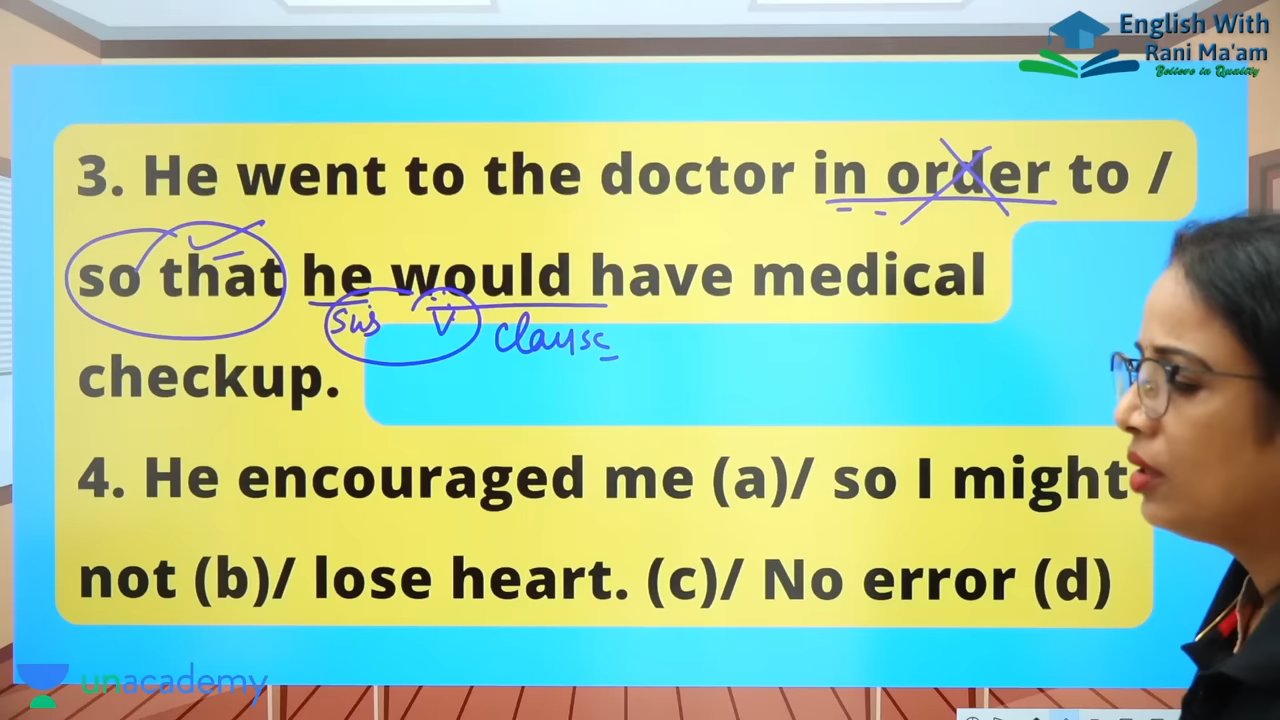 English With
Rani Ma'am
Believe in Quality
3. He went to the doctor in order to /
so that he would have medical
sub V clause
checkup.
4. He encouraged me (a)/ so I might
not (b)/ lose heart. (c)/ No error (d)
unacademy